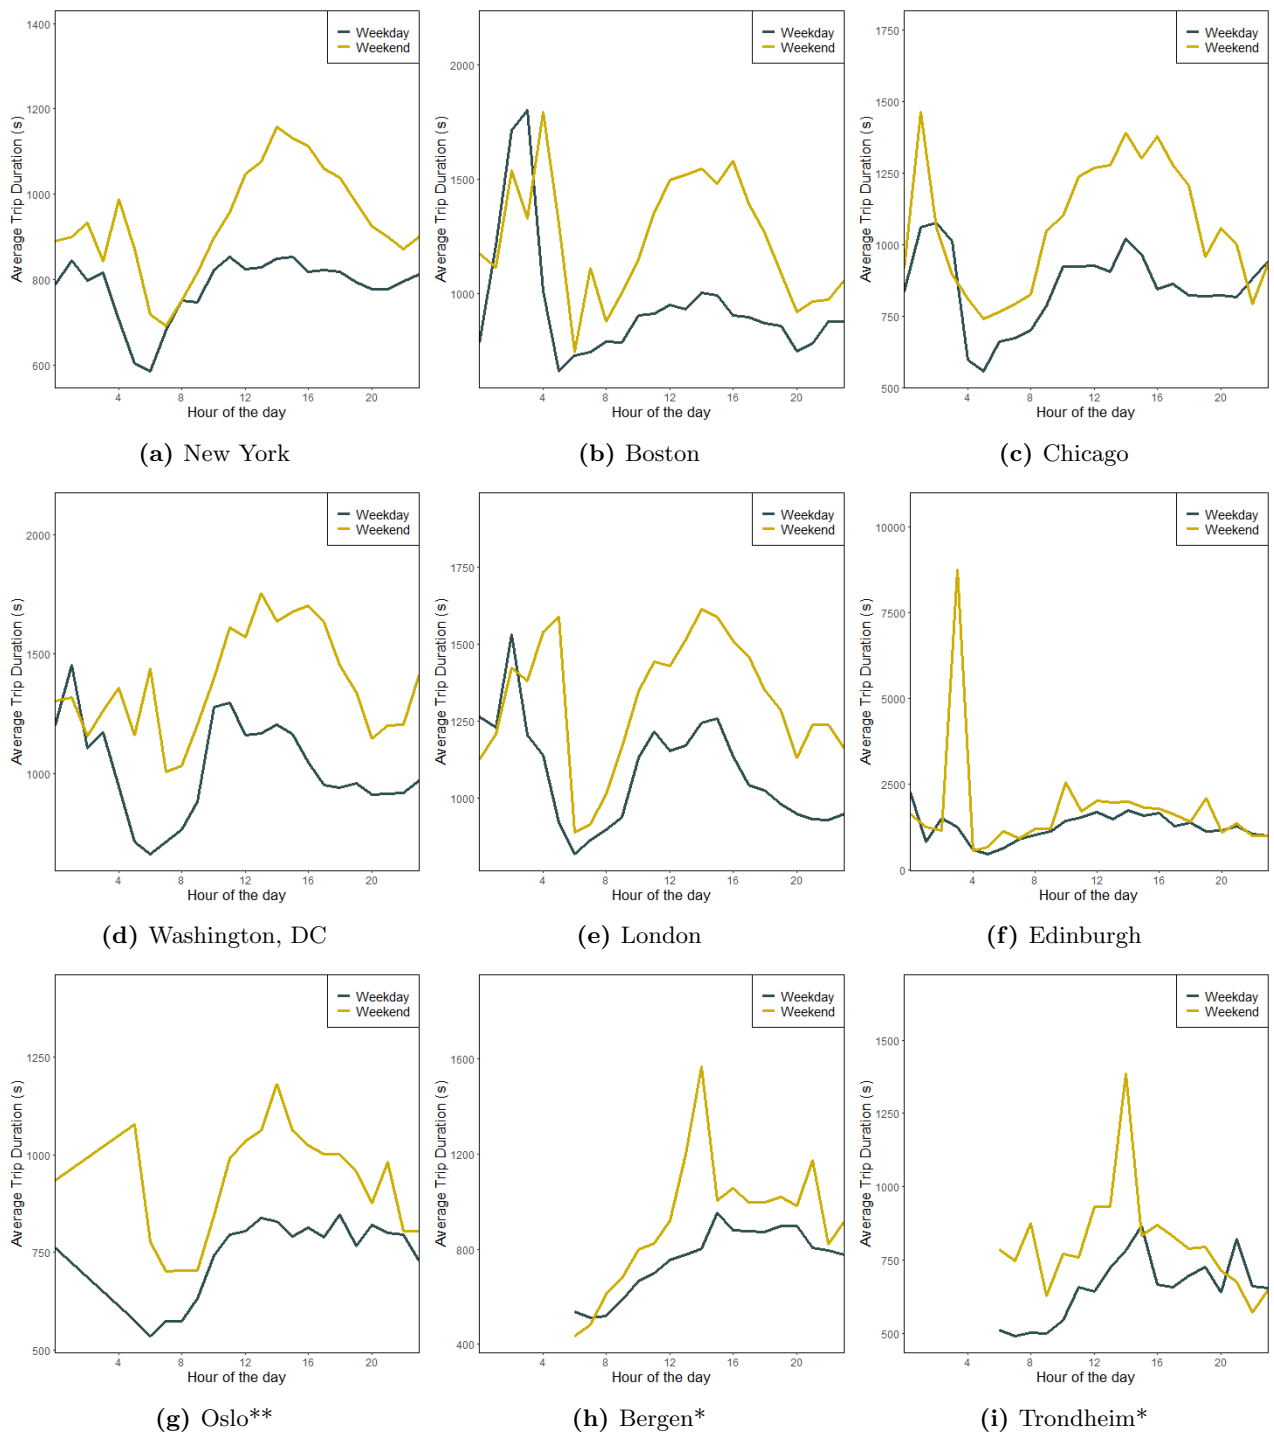 Average Trip Duration (s)
1400
1200
1000
800
600
4
8
12
16
20
Hour of the day
Weekday
Weekend
(a) New York
Average Trip Duration (s)
2000
1500
1000
4
8
12
16
20
Hour of the day
Weekday
Weekend
(b) Boston
Average Trip Duration (s)
1750
1500
1250
1000
750
500
4
8
12
16
20
Hour of the day
Weekday
Weekend
(c) Chicago
Average Trip Duration (s)
2000
1500
1000
4
8
12
16
20
Hour of the day
Weekday
Weekend
(d) Washington, DC
Average Trip Duration (s)
1750
1500
1250
1000
4
8
12
16
20
Hour of the day
Weekday
Weekend
(e) London
Average Trip Duration (s)
10000
7500
5000
2500
0
4
8
12
16
20
Hour of the day
Weekday
Weekend
(f) Edinburgh
Average Trip Duration (s)
1250
1000
750
500
4
8
12
16
20
Hour of the day
Weekday
Weekend
(g) Oslo**
Average Trip Duration (s)
1600
1200
800
400
4
8
12
16
20
Hour of the day
Weekday
Weekend
(h) Bergen*
Average Trip Duration (s)
1500
1250
1000
750
500
4
8
12
16
20
Hour of the day
Weekday
Weekend
(i) Trondheim*